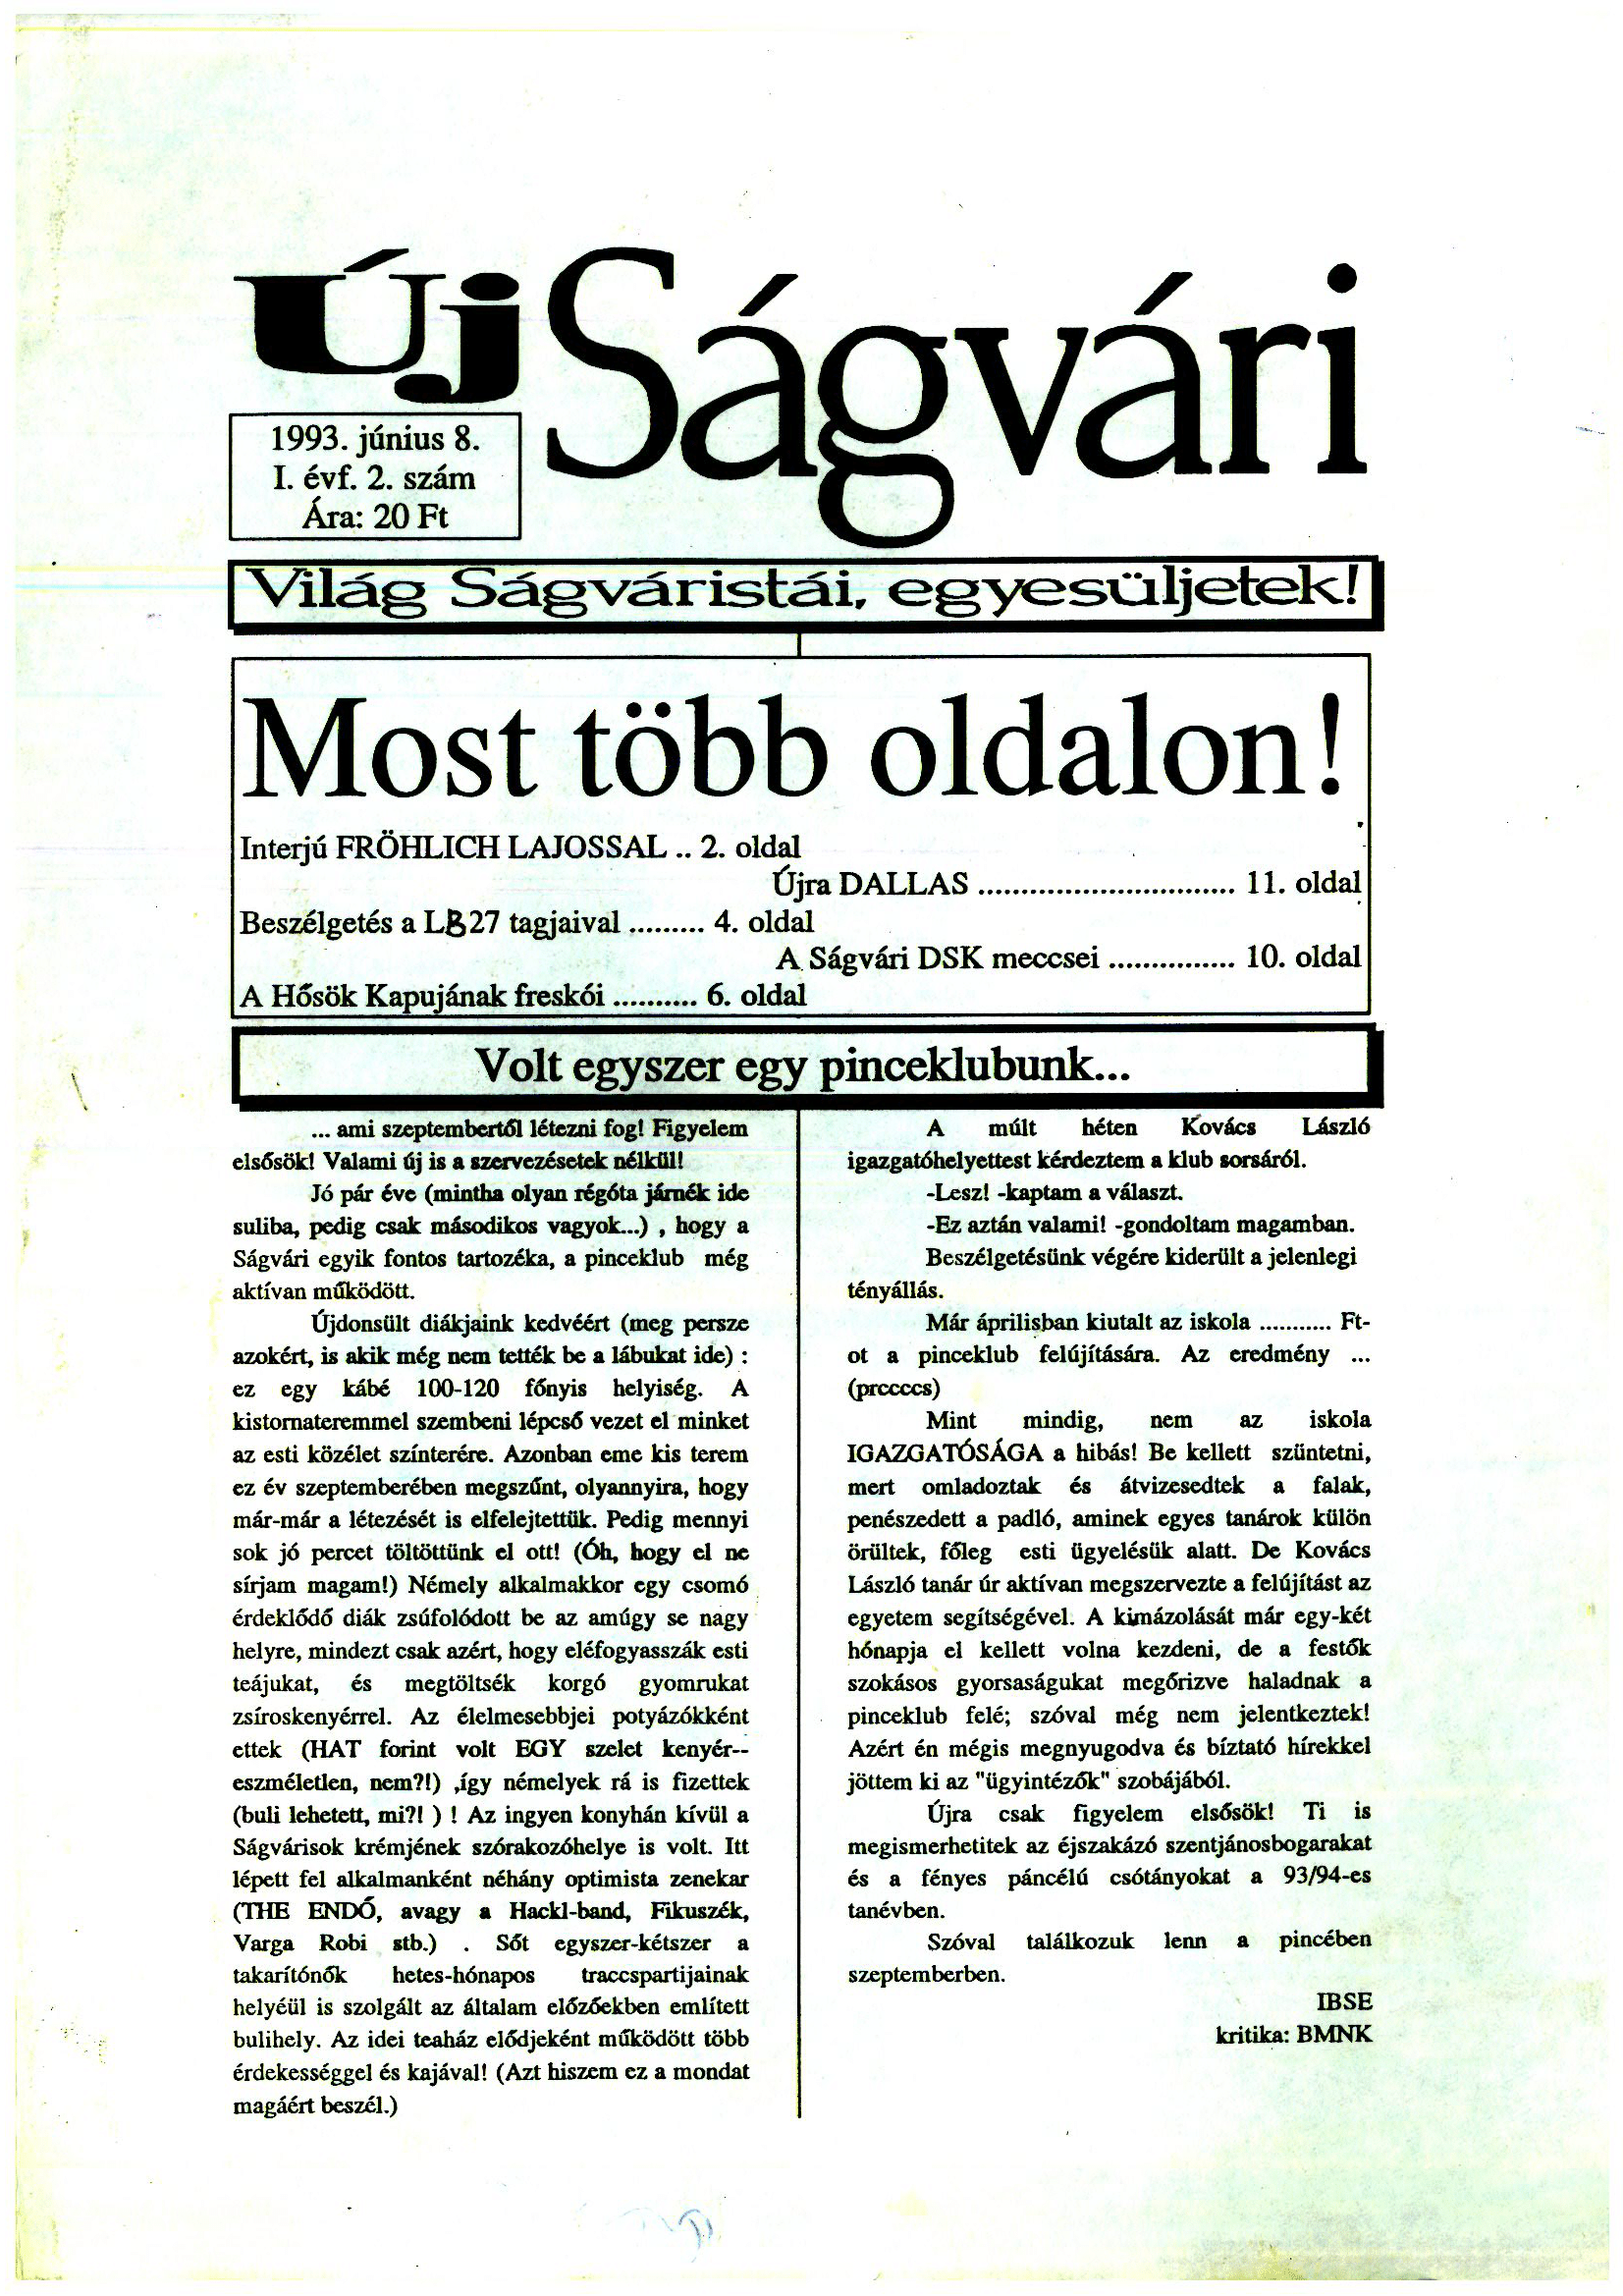 Új Ságvári
1993. június 8.
I. évf. 2. szám
Ára: 20 Ft
Világ Ságváristái, egyesüljetek!
Most több oldalon!
Interjú FRÖHLICH LAJOSSAL .. 2. oldal
Újra DALLAS .............................. 11. oldal
Beszélgetés a LB27 tagjaival ......... 4. oldal
A Ságvári DSK meccsei ............... 10. oldal
A Hősök Kapujának freskói .......... 6. oldal
Volt egyszer egy pinceklubunk...
... ami szeptembertől létezni fog! Figyelem
elsősök! Valami új is a szervezésetek nélkül!
Jó pár éve (mintha olyan régóta járnék ide
suliba, pedig csak másodikos vagyok...) , hogy a
Ságvári egyik fontos tartozéka, a pinceklub még
aktívan működött.
Újdonsült diákjaink kedvéért (meg persze
azokért, is akik még nem tették be a lábukat ide) :
ez egy kábé 100-120 főnyis helyiség. A
kistornateremmel szembeni lépcső vezet el minket
az esti közélet színterére. Azonban eme kis terem
ez év szeptemberében megszűnt, olyannyira, hogy
már-már a létezését is elfelejtettük. Pedig mennyi
sok jó percet töltöttünk el ott! (Óh, hogy el ne
sírjam magam!) Némely alkalmakkor egy csomó
érdeklődő diák zsúfolódott be az amúgy se nagy
helyre, mindezt csak azért, hogy eléfogyasszák esti
teájukat, és megtöltsék korgó gyomrukat
zsíroskenyérrel. Az élelmesebbjei potyázókként
ettek (HAT forint volt EGY szelet kenyér--
eszméletlen, nem?!) ,így némelyek rá is fizettek
(buli lehetett, mi?! ) ! Az ingyen konyhán kívül a
Ságvárisok krémjének szórakozóhelye is volt. Itt
lépett fel alkalmanként néhány optimista zenekar
(THE ENDŐ, avagy a Hackl-band, Fikuszék,
Varga Robi stb.) . Sőt egyszer-kétszer a
takarítónők hetes-hónapos traccspartijainak
helyéül is szolgált az általam előzőekben említett
bulihely. Az idei teaház elődjeként működött több
érdekességgel és kajával! (Azt hiszem ez a mondat
magáért beszél.)
A múlt héten Kovács László
igazgatóhelyettest kérdeztem a klub sorsáról.
-Lesz! -kaptam a választ.
-Ez aztán valami! -gondoltam magamban.
Beszélgetésünk végére kiderült a jelenlegi
tényállás.
Már áprilisban kiutalt az iskola ........... Ft-
ot a pinceklub felújítására. Az eredmény ...
(prccccs)
Mint mindig, nem az iskola
IGAZGATÓSÁGA a hibás! Be kellett szüntetni,
mert omladoztak és átvizesedtek a falak,
penészedett a padló, aminek egyes tanárok külön
örültek, főleg esti ügyelésük alatt. De Kovács
László tanár úr aktívan megszervezte a felújítást az
egyetem segítségével. A kimázolását már egy-két
hónapja el kellett volna kezdeni, de a festők
szokásos gyorsaságukat megőrizve haladnak a
pinceklub felé; szóval még nem jelentkeztek!
Azért én mégis megnyugodva és bíztató hírekkel
jöttem ki az "ügyintézők" szobájából.
Újra csak figyelem elsősök! Ti is
megismerhetitek az éjszakázó szentjánosbogarakat
és a fényes páncélú csótányokat a 93/94-es
tanévben.
Szóval találkozuk lenn a pincében
szeptemberben.
IBSE
kritika: BMNK